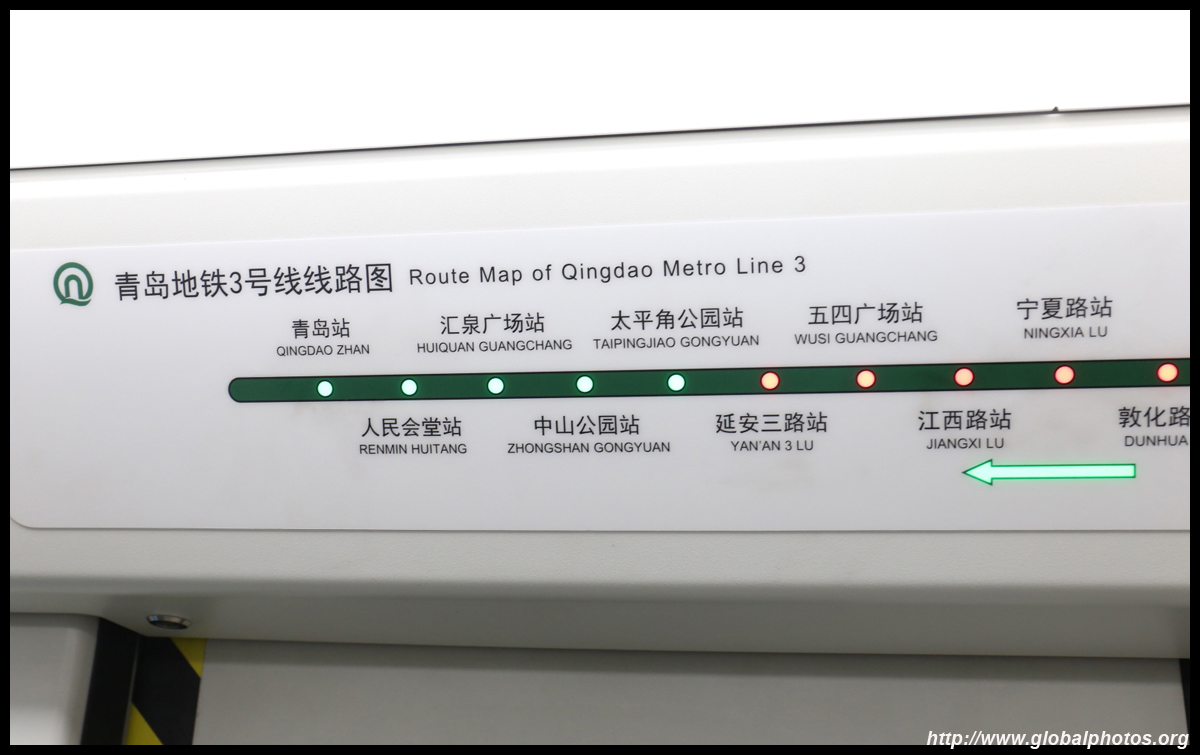 青岛地铁3号线线路图 Route Map of Qingdao Metro Line 3
青岛站
QINGDAO ZHAN
汇泉广场站
HUIQUAN GUANGCHANG
太平角公园站
TAIPINGJIAO GONGYUAN
五四广场站
WUSI GUANGCHANG
宁夏路站
NINGXIA LU
人民会堂站
RENMIN HUITANG
中山公园站
ZHONGSHAN GONGYUAN
延安三路站
YAN'AN 3 LU
江西路站
JIANGXI LU
敦化路
DUNHUA
http://www.globalphotos.org